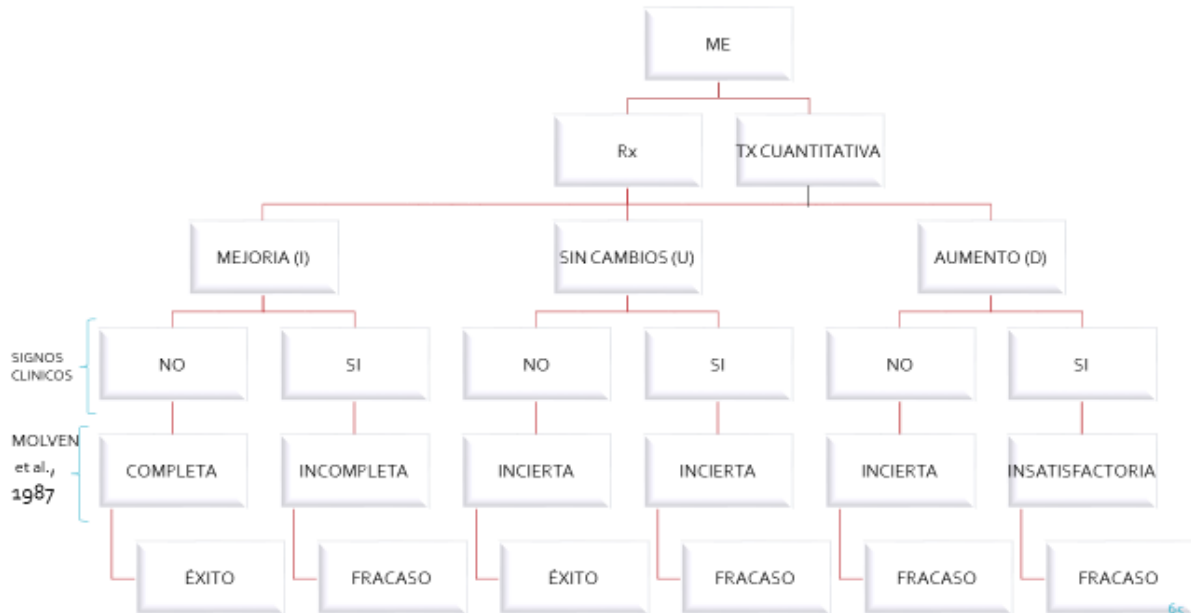 ME
Rx
TX CUANTITATIVA
MEJORIA (I)
SIN CAMBIOS (U)
AUMENTO (D)
SIGNOS
CLINICOS
NO
SI
NO
SI
NO
SI
MOLVEN
et al.,
1987
COMPLETA
INCOMPLETA
INCIERTA
INCIERTA
INCIERTA
INSATISFACTORIA
ÉXITO
FRACASO
ÉXITO
FRACASO
FRACASO
FRACASO